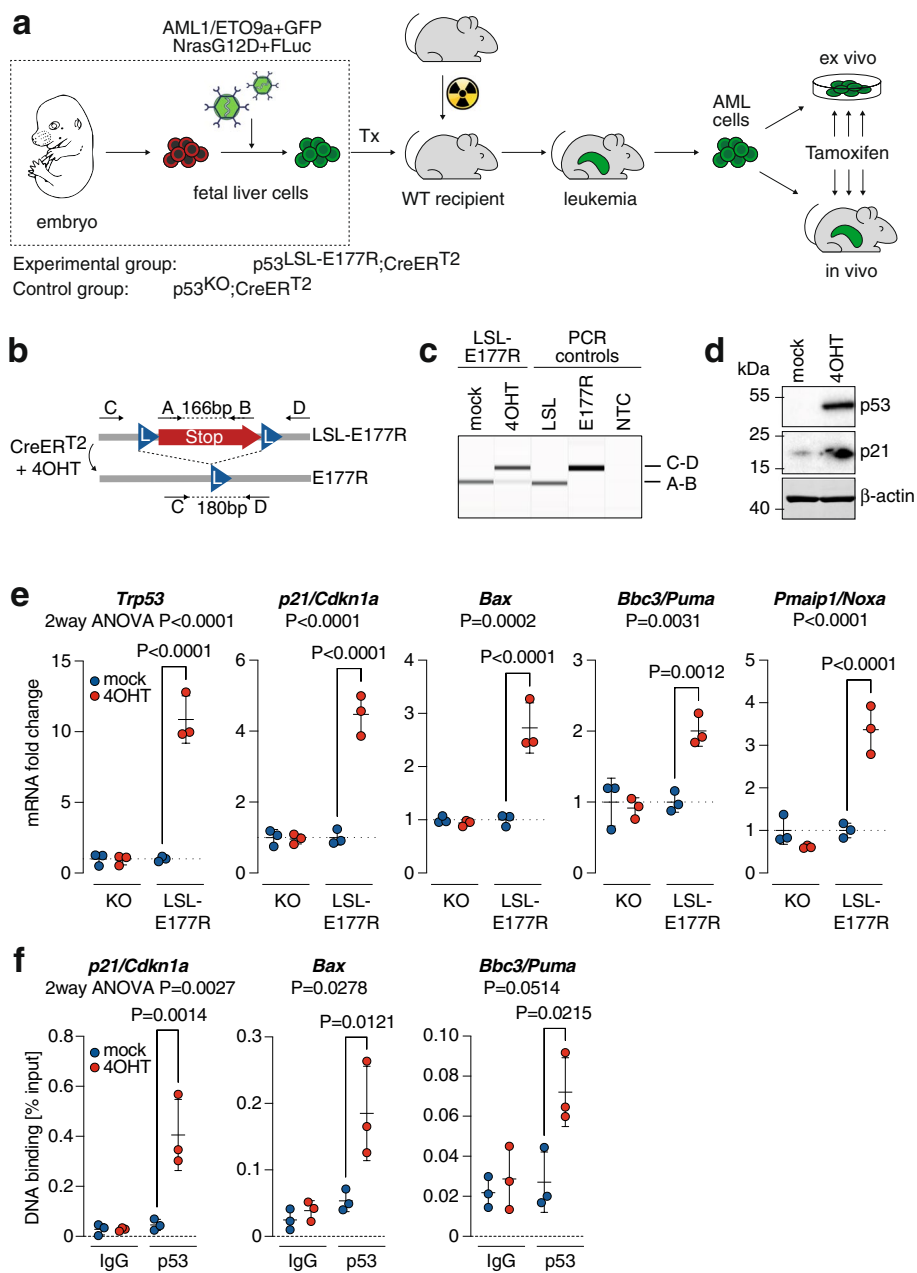 a
AML1/ETO9a+GFP
NrasG12D+FLuc
Tx
embryo
fetal liver cells
WT recipient
leukemia
AML
cells
ex vivo
Tamoxifen
in vivo
Experimental group: p53LSL-E177R;CreERT2
Control group: p53KO;CreERT2
b
C A 166bp B D
L Stop L LSL-E177R
CreERT2
+ 4OHT
L E177R
C 180bp D
c
LSL-
E177R
PCR
controls
mock 4OHT LSL E177R NTC
C-D
A-B
d
kDa mock 4OHT
55
40
p53
25
15
p21
40
β-actin
e
Trp53 p21/Cdkn1a Bax Bbc3/Puma Pmaip1/Noxa
2way ANOVA P<0.0001 P<0.0001 P=0.0002 P=0.0031 P<0.0001
P<0.0001 P<0.0001 P<0.0001 P=0.0012 P<0.0001
mock
4OHT
mRNA fold change
15 10 5 0
6 4 2 0
4 3 2 1 0
3 2 1 0
5 4 3 2 1 0
KO LSL-
E177R
KO LSL-
E177R
KO LSL-
E177R
KO LSL-
E177R
KO LSL-
E177R
f
p21/Cdkn1a Bax Bbc3/Puma
2way ANOVA P=0.0027 P=0.0278 P=0.0514
P=0.0014 P=0.0121 P=0.0215
mock
4OHT
DNA binding [% input]
0.8 0.6 0.4 0.2 0
0.3 0.2 0.1 0
0.10 0.08 0.06 0.04 0.02 0
IgG p53 IgG p53 IgG p53